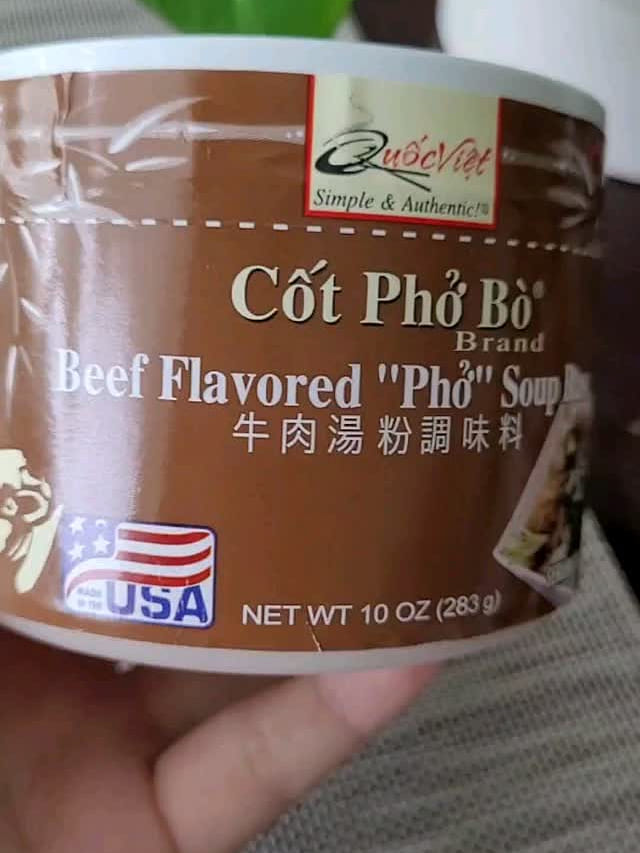 QuốcViệt
Simple & Authentic!
Cốt Phở Bò®
Brand
Beef Flavored "Phở" Soup
牛肉湯粉調味料
MADE
IN THE
USA
NET WT 10 OZ (283 g)